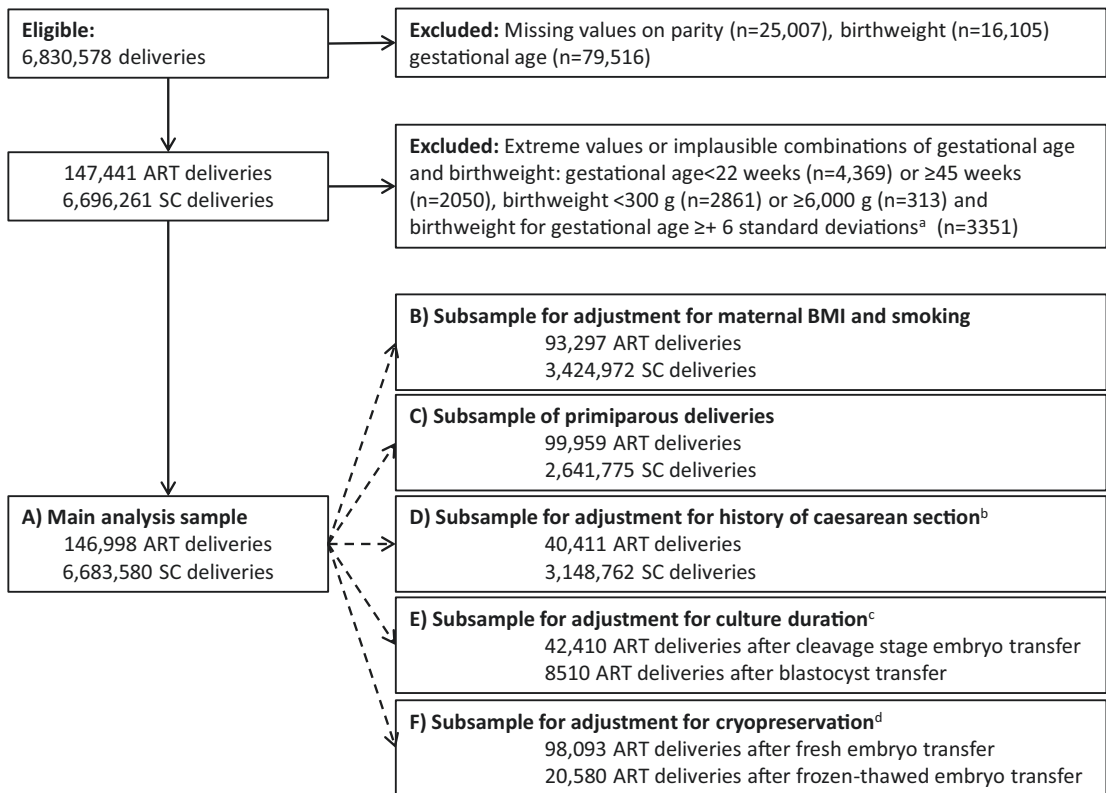 Eligible:
6,830,578 deliveries
Excluded: Missing values on parity (n=25,007), birthweight (n=16,105)
gestational age (n=79,516)
147,441 ART deliveries
6,696,261 SC deliveries
Excluded: Extreme values or implausible combinations of gestational age
and birthweight: gestational age<22 weeks (n=4,369) or ≥45 weeks
(n=2050), birthweight <300 g (n=2861) or ≥6,000 g (n=313) and
birthweight for gestational age ≥+ 6 standard deviationsᵃ (n=3351)
B) Subsample for adjustment for maternal BMI and smoking
93,297 ART deliveries
3,424,972 SC deliveries
C) Subsample of primiparous deliveries
99,959 ART deliveries
2,641,775 SC deliveries
A) Main analysis sample
146,998 ART deliveries
6,683,580 SC deliveries
D) Subsample for adjustment for history of caesarean sectionᵇ
40,411 ART deliveries
3,148,762 SC deliveries
E) Subsample for adjustment for culture durationᶜ
42,410 ART deliveries after cleavage stage embryo transfer
8510 ART deliveries after blastocyst transfer
F) Subsample for adjustment for cryopreservationᵈ
98,093 ART deliveries after fresh embryo transfer
20,580 ART deliveries after frozen-thawed embryo transfer